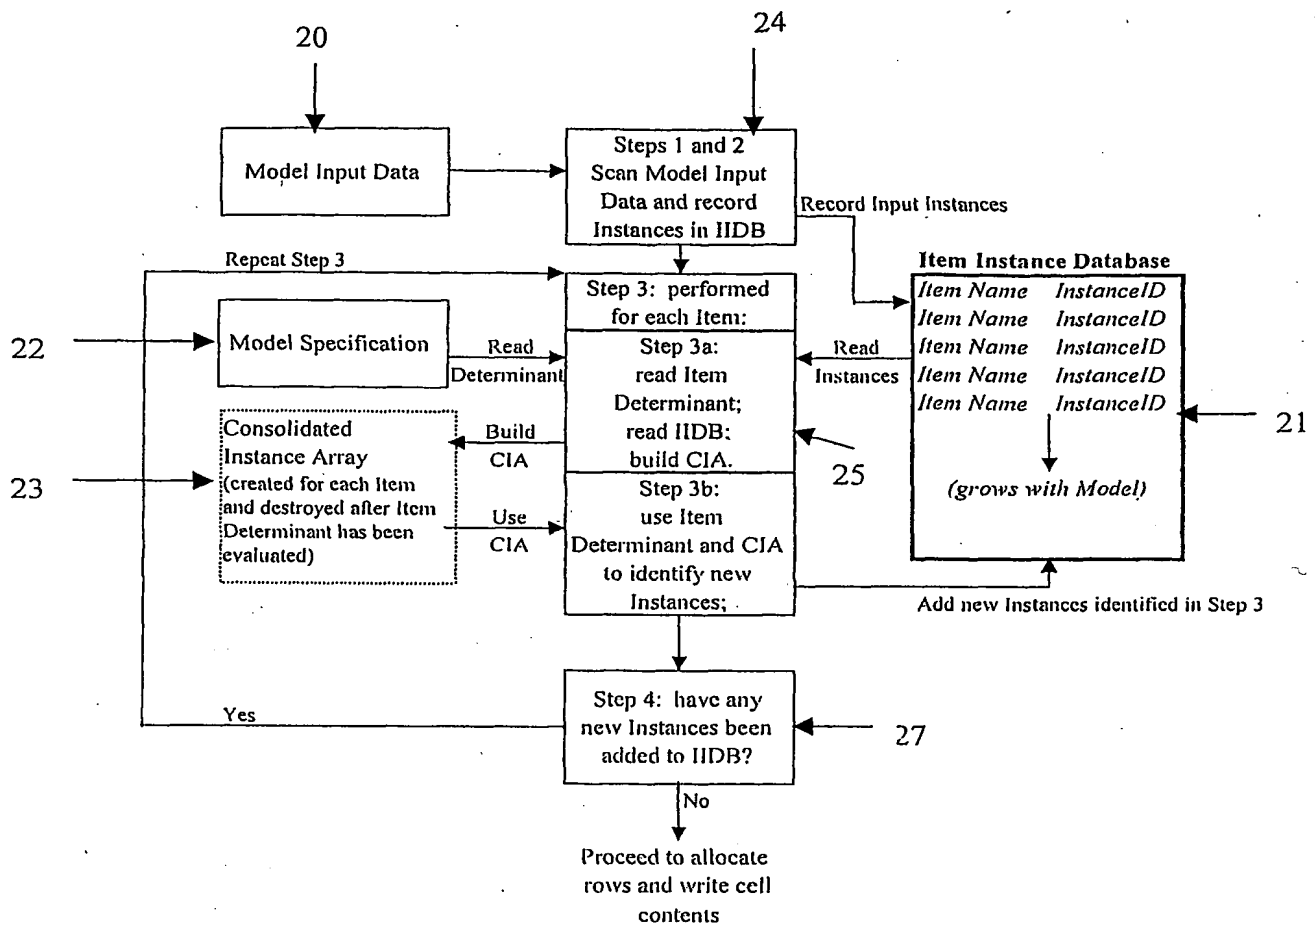 20
24
Model Input Data
Steps 1 and 2
Scan Model Input
Data and record
Instances in IIDB
Record Input Instances
Repeat Step 3
Item Instance Database
Step 3: performed
for each Item:
Item Name InstanceID
Item Name InstanceID
Item Name InstanceID
Item Name InstanceID
Item Name InstanceID
(grows with Model)
22
Model Specification
Read
Determinant
Step 3a:
read Item
Determinant;
read IIDB;
build CIA.
Read
Instances
21
25
23
Consolidated
Instance Array
(created for each Item
and destroyed after Item
Determinant has been
evaluated)
Build
CIA
Use
CIA
Step 3b:
use Item
Determinant and CIA
to identify new
Instances;
Add new Instances identified in Step 3
Yes
Step 4: have any
new Instances been
added to IIDB?
27
No
Proceed to allocate
rows and write cell
contents